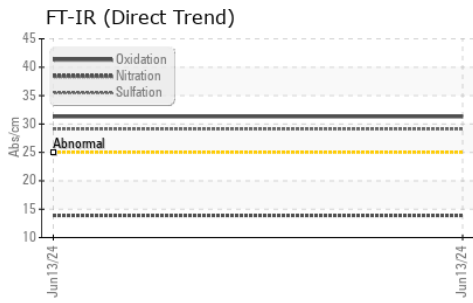 FT-IR (Direct Trend)
45
40
35
30
25
20
15
10
Abs/cm
Oxidation
Nitration
Sulfation
Abnormal
Jun13/24
Jun13/24